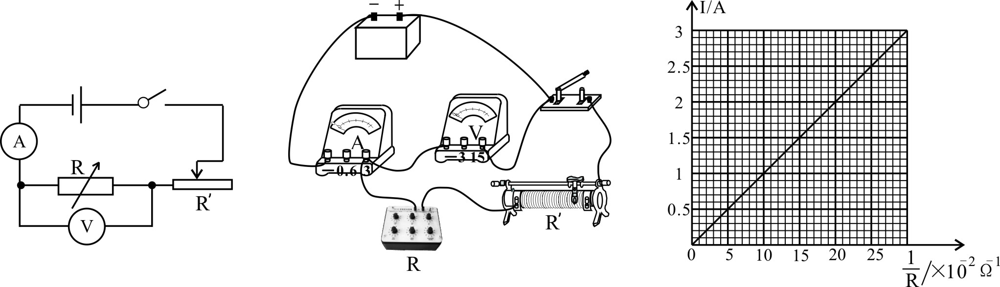 A
R
V
R′
− +
A
− 0.6 3
V
− 3 15
R
R′
I/A
3
2.5
2
1.5
1
0.5
0 5 10 15 20 25
1/R /×10⁻² Ω⁻¹